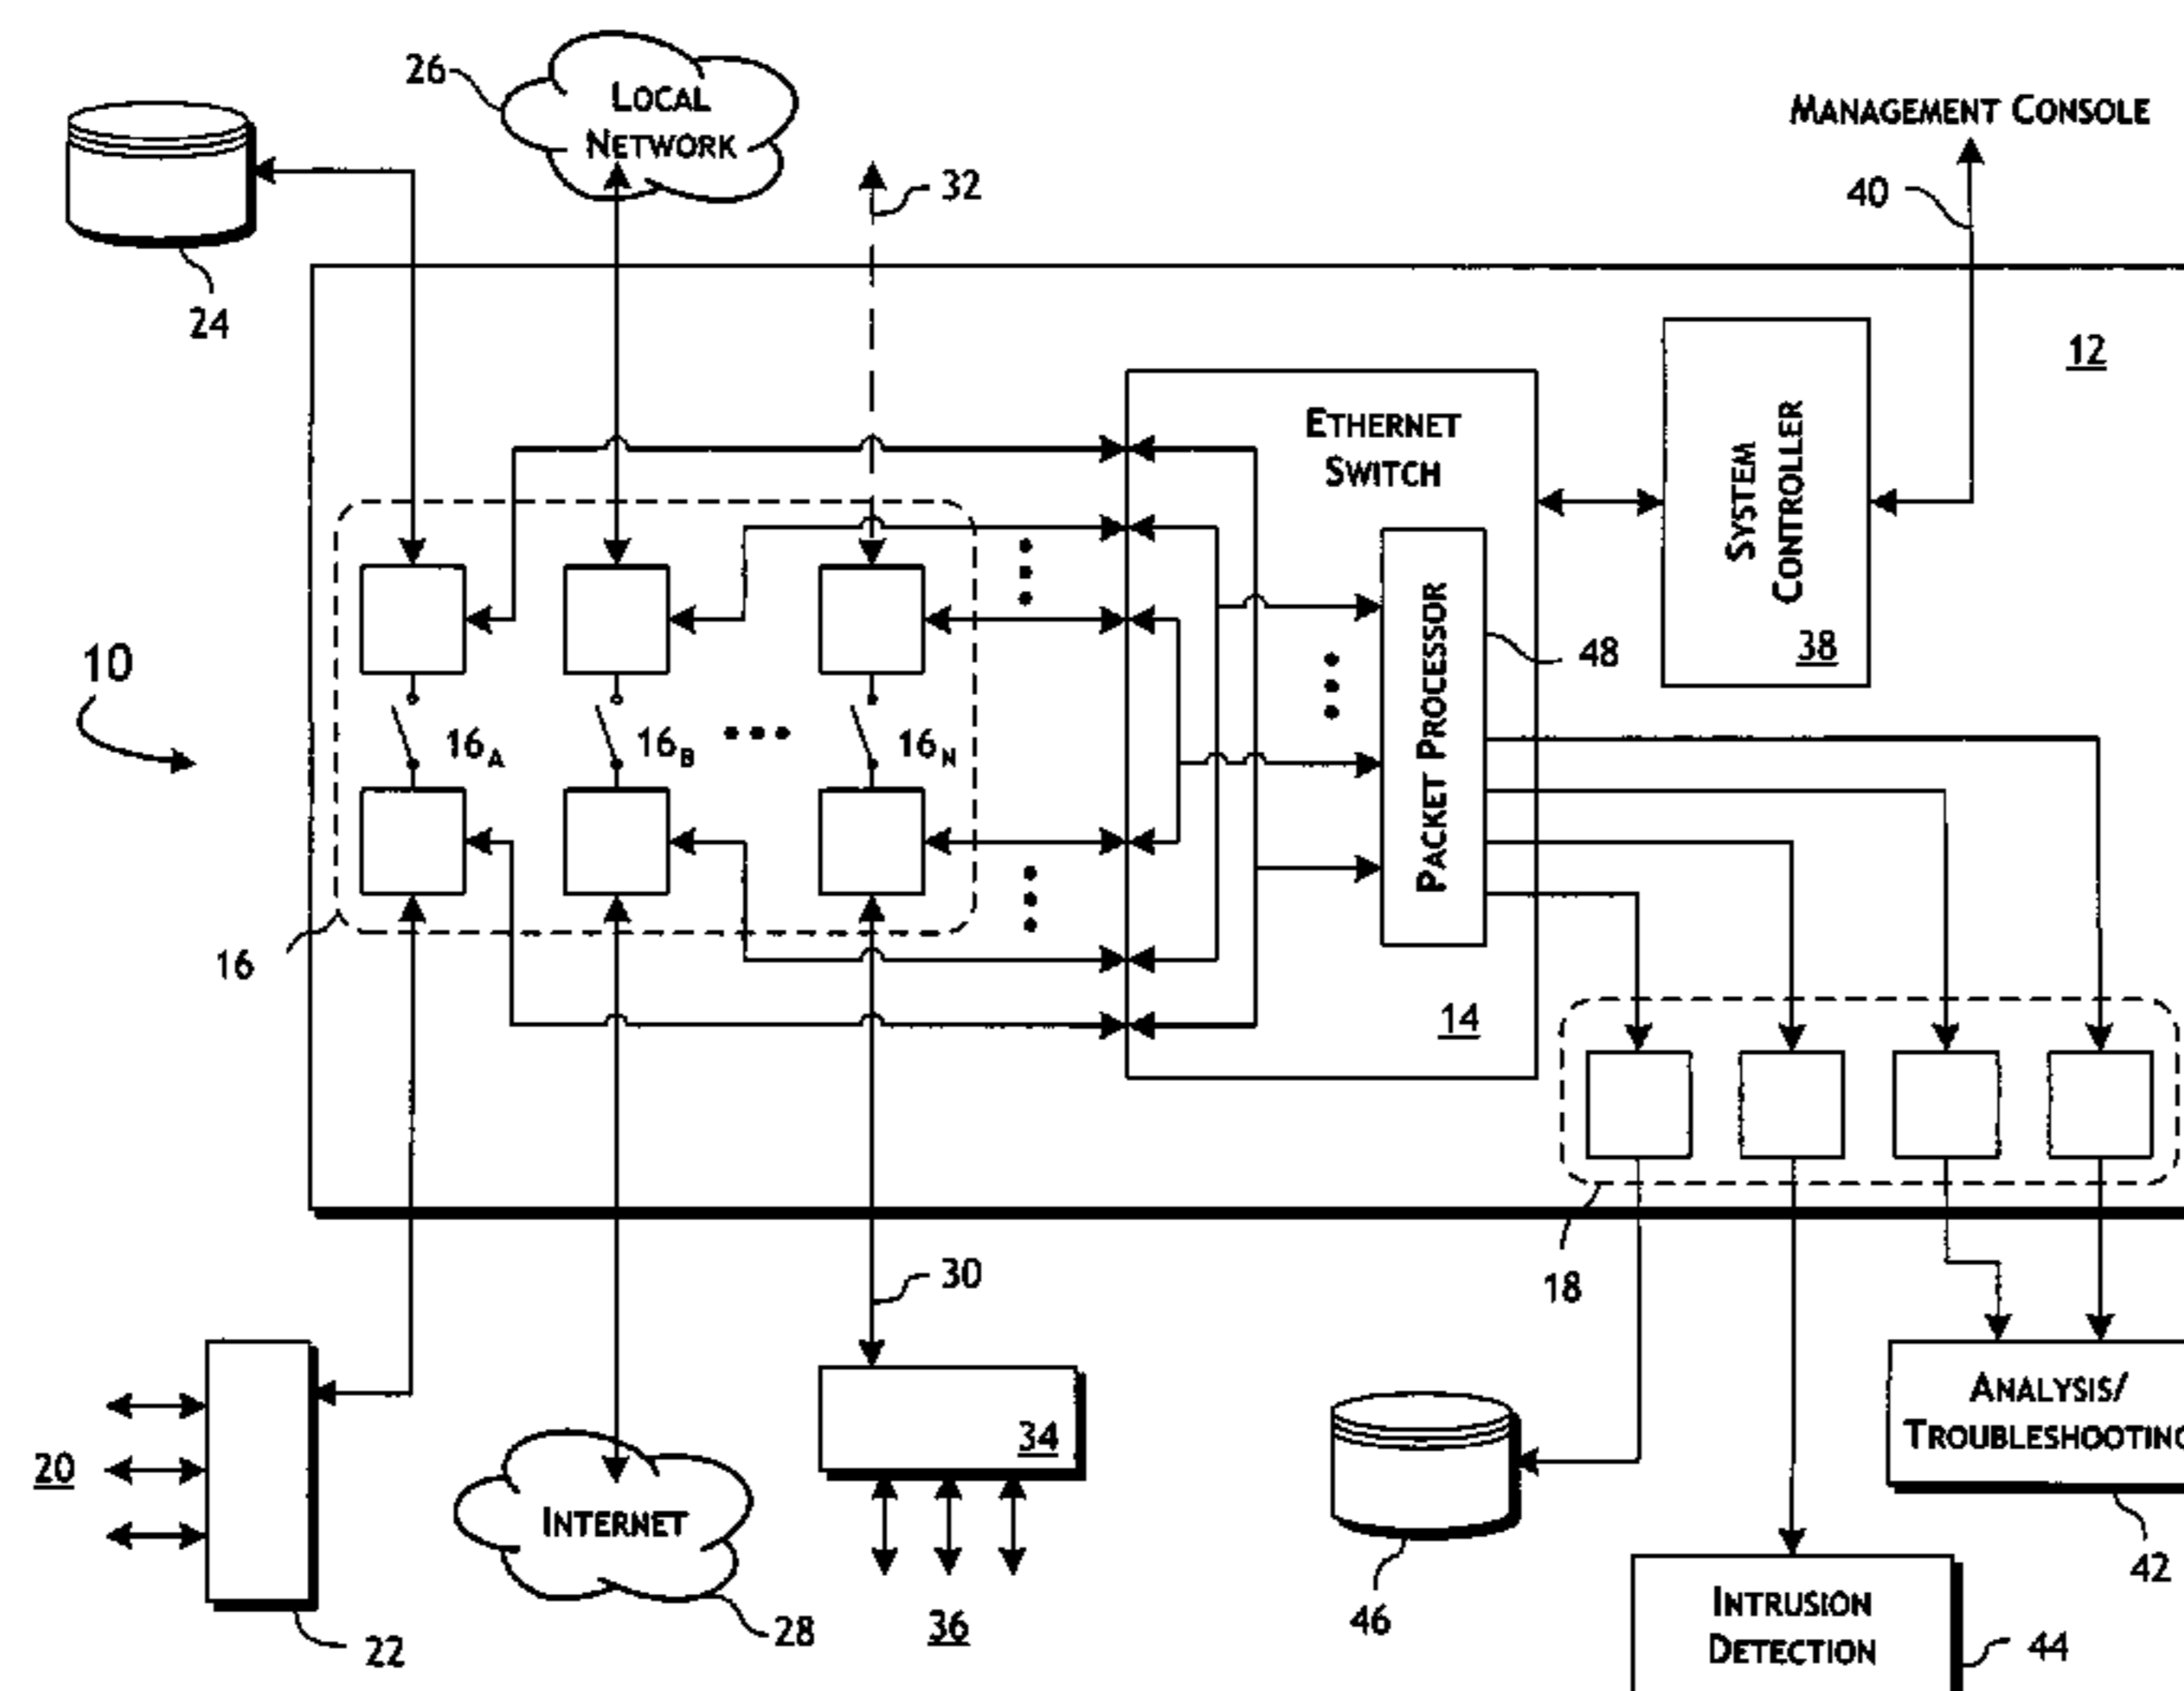 26
LOCAL
NETWORK
MANAGEMENT CONSOLE
32
40
24
12
ETHERNET
SWITCH
SYSTEM
CONTROLLER
38
PACKET PROCESSOR
48
10
16A
16B
16N
16
14
18
30
20
22
INTERNET
28
34
36
46
ANALYSIS/
TROUBLESHOOTING
42
INTRUSION
DETECTION
44